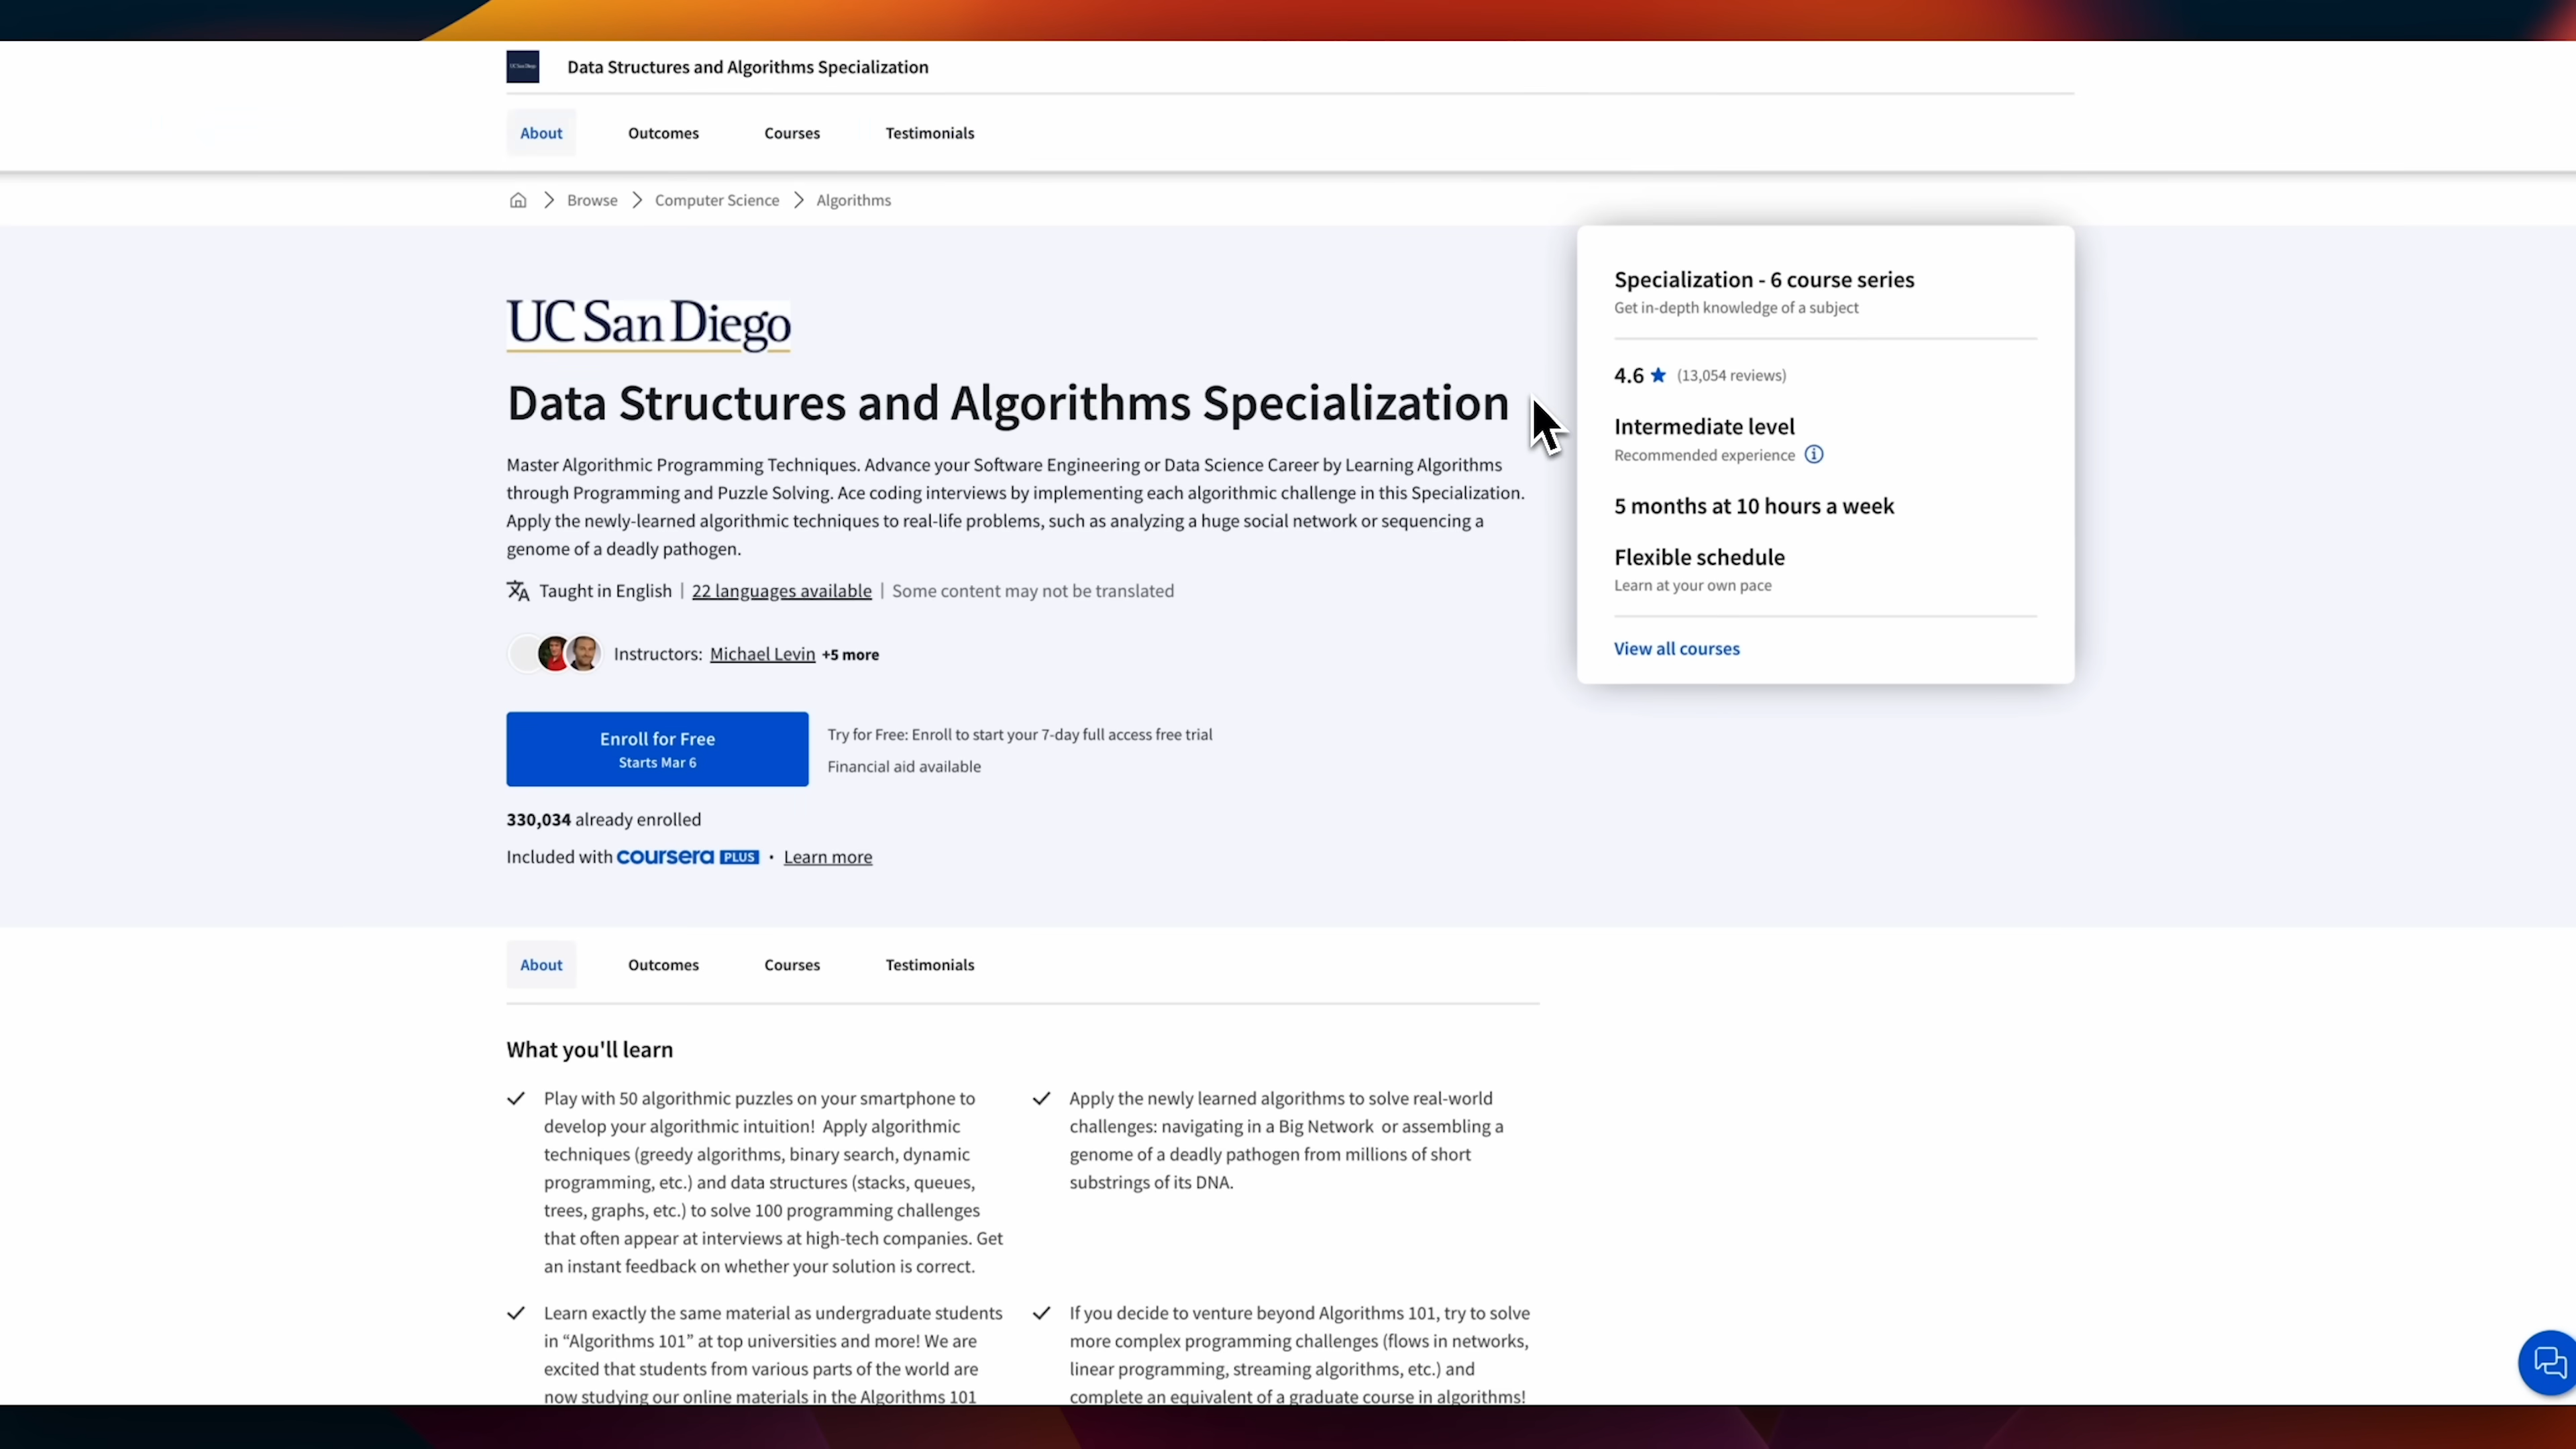 UC San Diego
Data Structures and Algorithms Specialization
About
Outcomes
Courses
Testimonials
Browse
Computer Science
Algorithms
UC San Diego
Data Structures and Algorithms Specialization
Master Algorithmic Programming Techniques. Advance your Software Engineering or Data Science Career by Learning Algorithms
through Programming and Puzzle Solving. Ace coding interviews by implementing each algorithmic challenge in this Specialization.
Apply the newly-learned algorithmic techniques to real-life problems, such as analyzing a huge social network or sequencing a
genome of a deadly pathogen.
Taught in English | 22 languages available | Some content may not be translated
Instructors: Michael Levin +5 more
Enroll for Free
Starts Mar 6
Try for Free: Enroll to start your 7-day full access free trial
Financial aid available
330,034 already enrolled
Included with coursera PLUS • Learn more
Specialization - 6 course series
Get in-depth knowledge of a subject
4.6 ★ (13,054 reviews)
Intermediate level
Recommended experience
5 months at 10 hours a week
Flexible schedule
Learn at your own pace
View all courses
About
Outcomes
Courses
Testimonials
What you'll learn
Play with 50 algorithmic puzzles on your smartphone to
develop your algorithmic intuition! Apply algorithmic
techniques (greedy algorithms, binary search, dynamic
programming, etc.) and data structures (stacks, queues,
trees, graphs, etc.) to solve 100 programming challenges
that often appear at interviews at high-tech companies. Get
an instant feedback on whether your solution is correct.
Apply the newly learned algorithms to solve real-world
challenges: navigating in a Big Network or assembling a
genome of a deadly pathogen from millions of short
substrings of its DNA.
Learn exactly the same material as undergraduate students
in “Algorithms 101” at top universities and more! We are
excited that students from various parts of the world are
now studying our online materials in the Algorithms 101
If you decide to venture beyond Algorithms 101, try to solve
more complex programming challenges (flows in networks,
linear programming, streaming algorithms, etc.) and
complete an equivalent of a graduate course in algorithms!